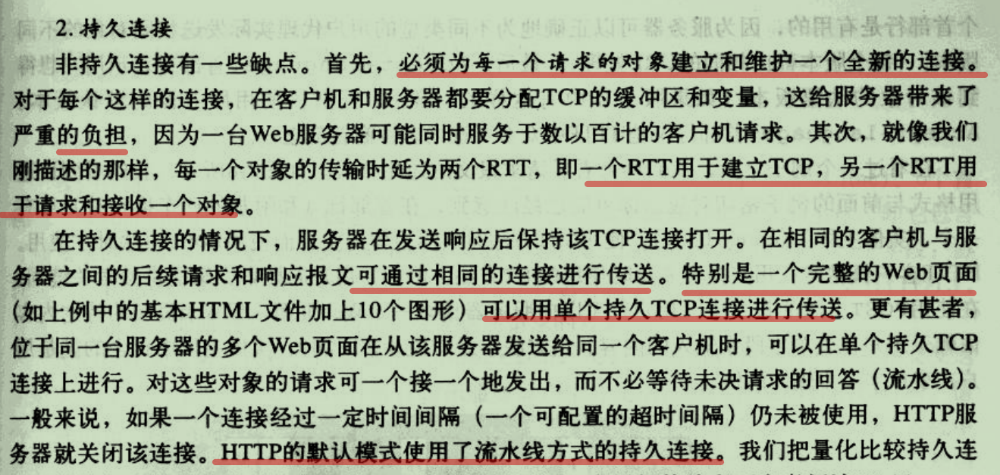 2. 持久连接
非持久连接有一些缺点。首先，必须为每一个请求的对象建立和维护一个全新的连接。
对于每个这样的连接，在客户机和服务器都要分配TCP的缓冲区和变量，这给服务器带来了
严重的负担，因为一台Web服务器可能同时服务于数以百计的客户机请求。其次，就像我们
刚描述的那样，每一个对象的传输时延为两个RTT，即一个RTT用于建立TCP，另一个RTT用
于请求和接收一个对象。
在持久连接的情况下，服务器在发送响应后保持该TCP连接打开。在相同的客户机与服
务器之间的后续请求和响应报文可通过相同的连接进行传送。特别是一个完整的Web页面
（如上例中的基本HTML文件加上10个图形）可以用单个持久TCP连接进行传送。更有甚者，
位于同一台服务器的多个Web页面在从该服务器发送给同一个客户机时，可以在单个持久TCP
连接上进行。对这些对象的请求可一个接一个地发出，而不必等待未决请求的回答（流水线）。
一般来说，如果一个连接经过一定时间间隔（一个可配置的超时间隔）仍未被使用，HTTP服
务器就关闭该连接。HTTP的默认模式使用了流水线方式的持久连接。我们把量化比较持久连